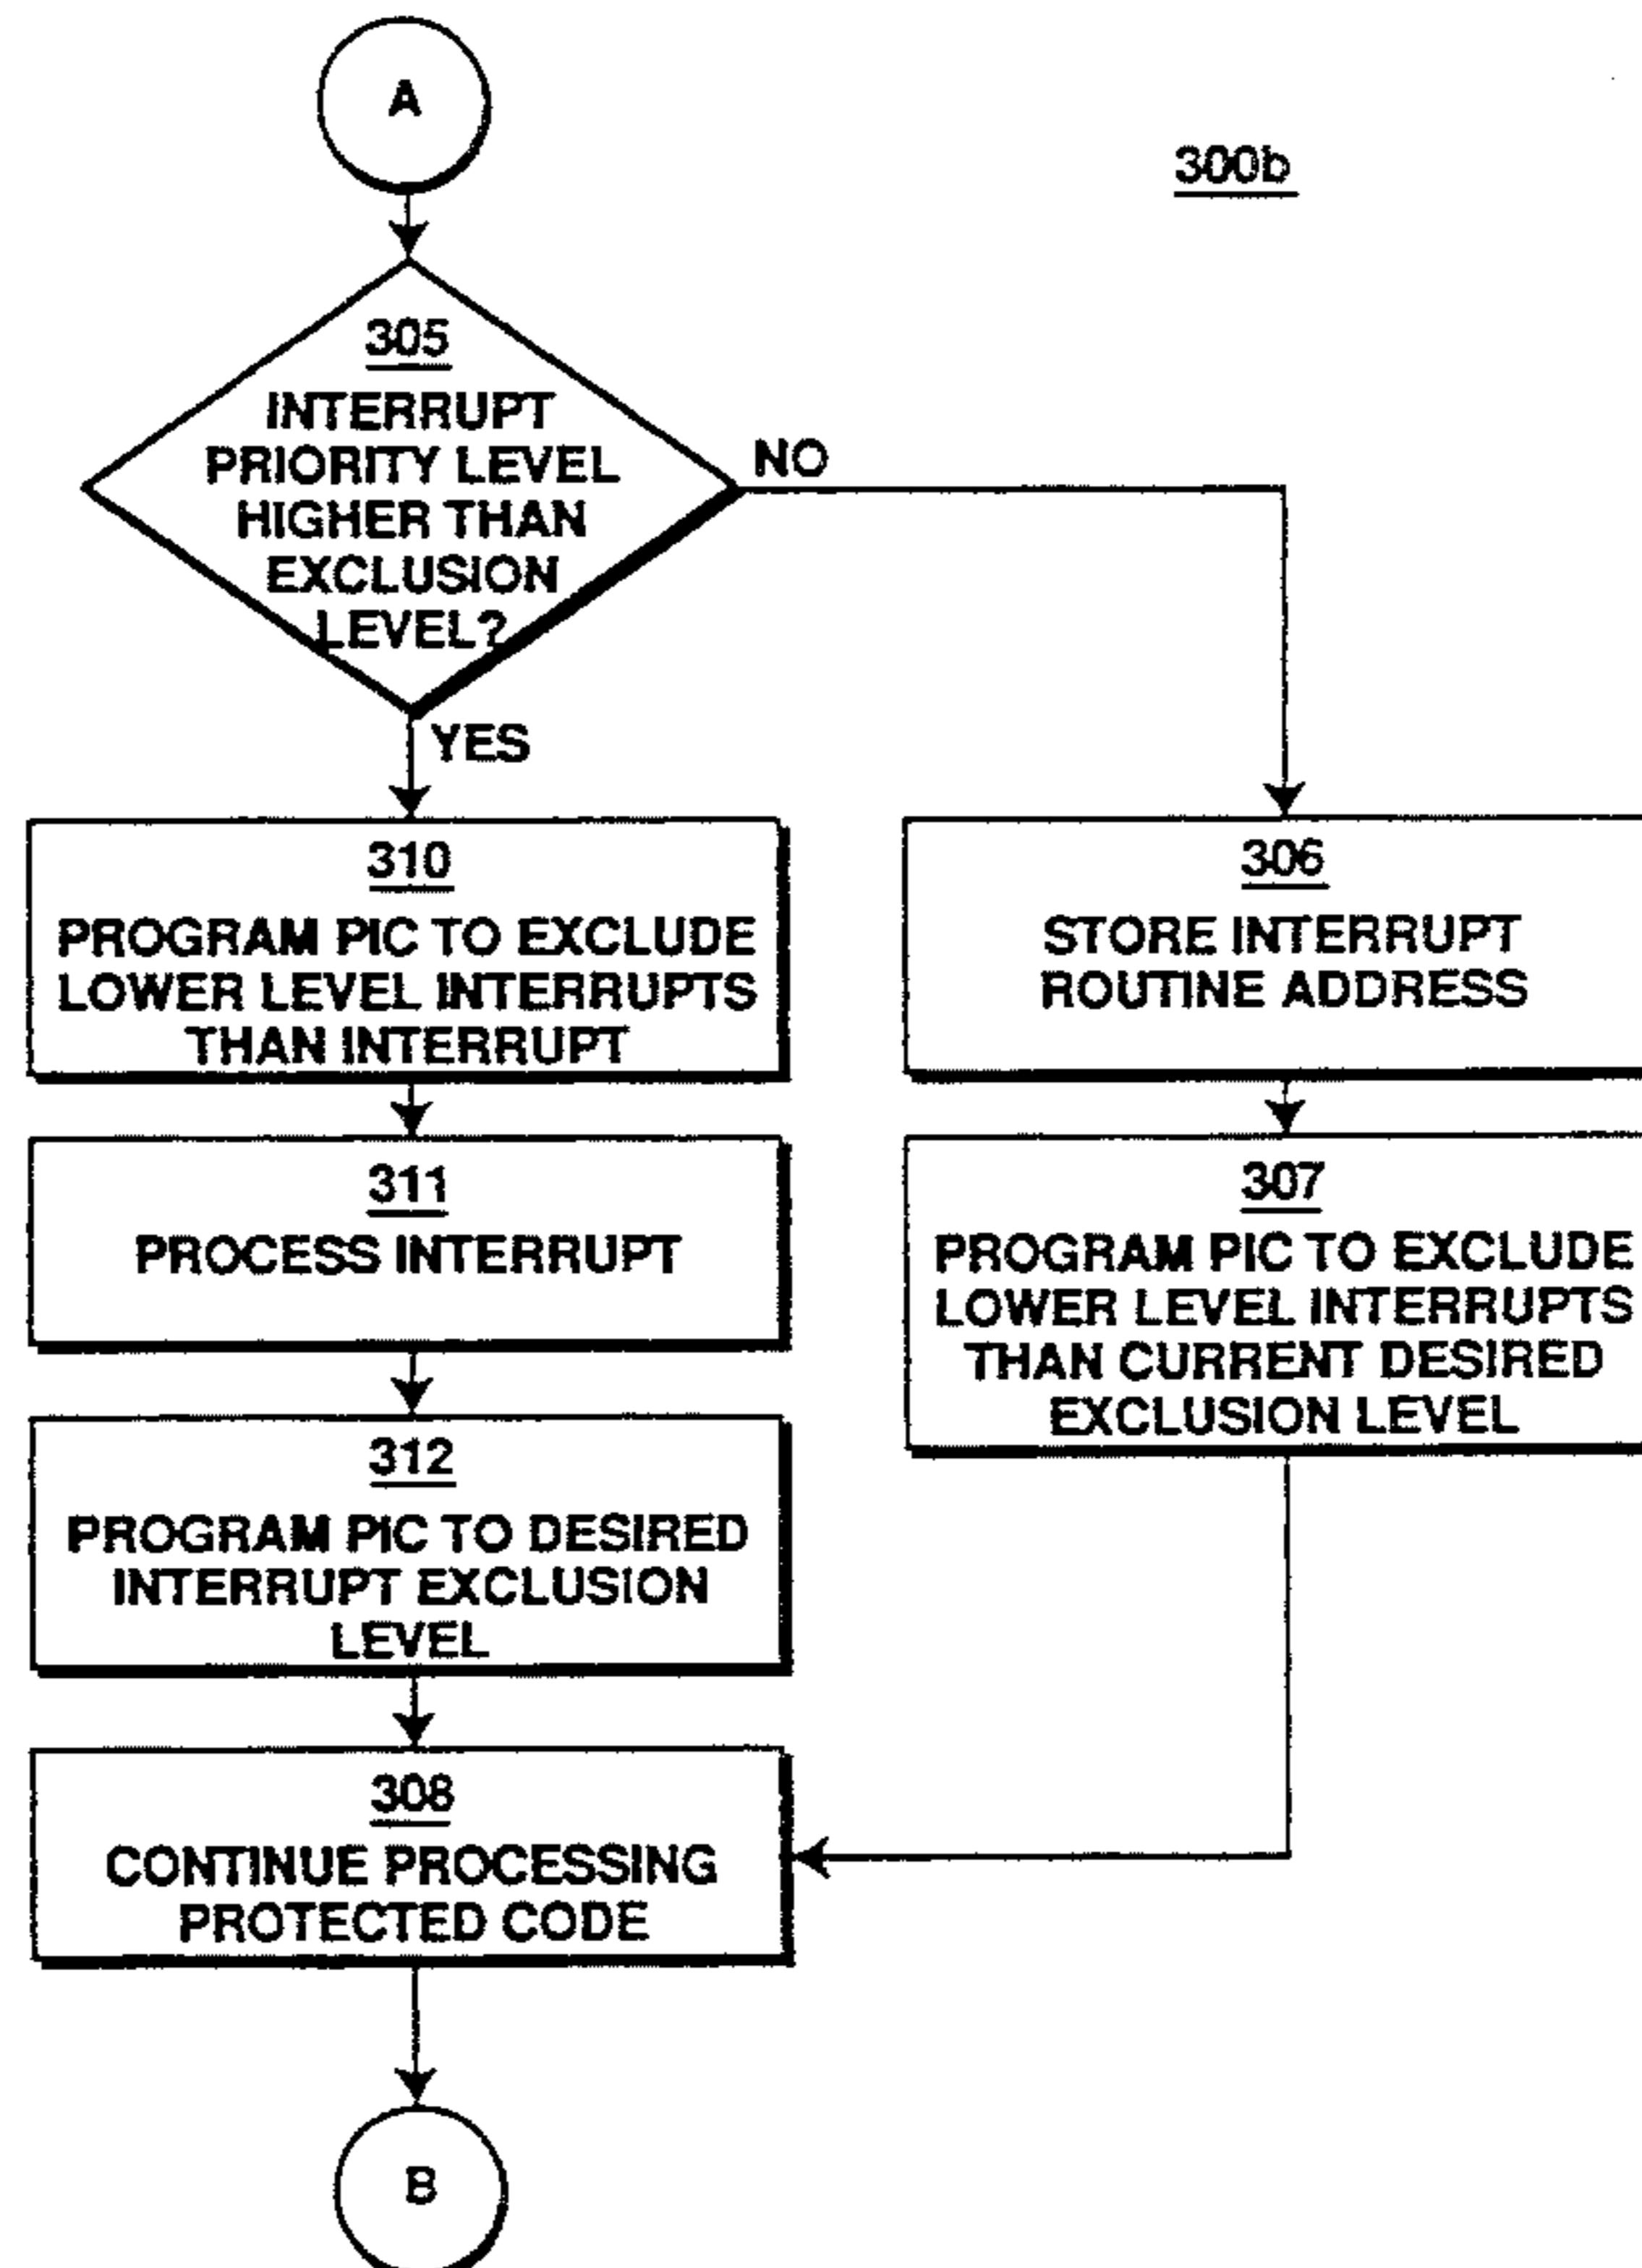 A
300b
305
INTERRUPT
PRIORITY LEVEL
HIGHER THAN
EXCLUSION
LEVEL?
NO
YES
310
PROGRAM PIC TO EXCLUDE
LOWER LEVEL INTERRUPTS
THAN INTERRUPT
306
STORE INTERRUPT
ROUTINE ADDRESS
311
PROCESS INTERRUPT
307
PROGRAM PIC TO EXCLUDE
LOWER LEVEL INTERRUPTS
THAN CURRENT DESIRED
EXCLUSION LEVEL
312
PROGRAM PIC TO DESIRED
INTERRUPT EXCLUSION
LEVEL
308
CONTINUE PROCESSING
PROTECTED CODE
B